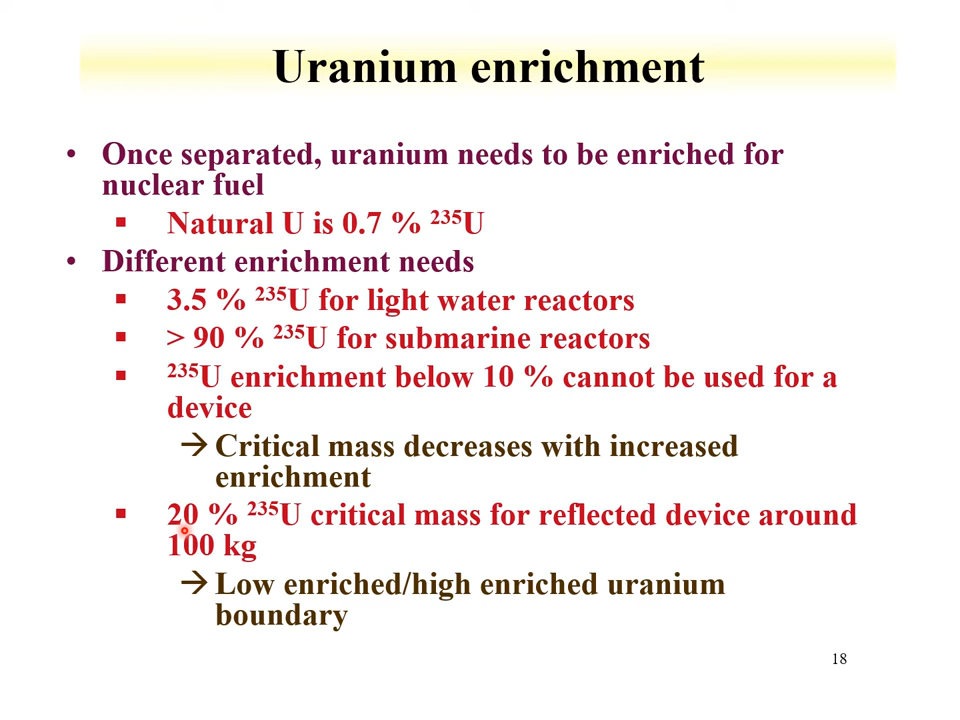 Uranium enrichment
• Once separated, uranium needs to be enriched for
nuclear fuel
▪ Natural U is 0.7 % ²³⁵U
• Different enrichment needs
▪ 3.5 % ²³⁵U for light water reactors
▪ > 90 % ²³⁵U for submarine reactors
▪ ²³⁵U enrichment below 10 % cannot be used for a
device
→ Critical mass decreases with increased
enrichment
▪ 20 % ²³⁵U critical mass for reflected device around
100 kg
→ Low enriched/high enriched uranium
boundary
18